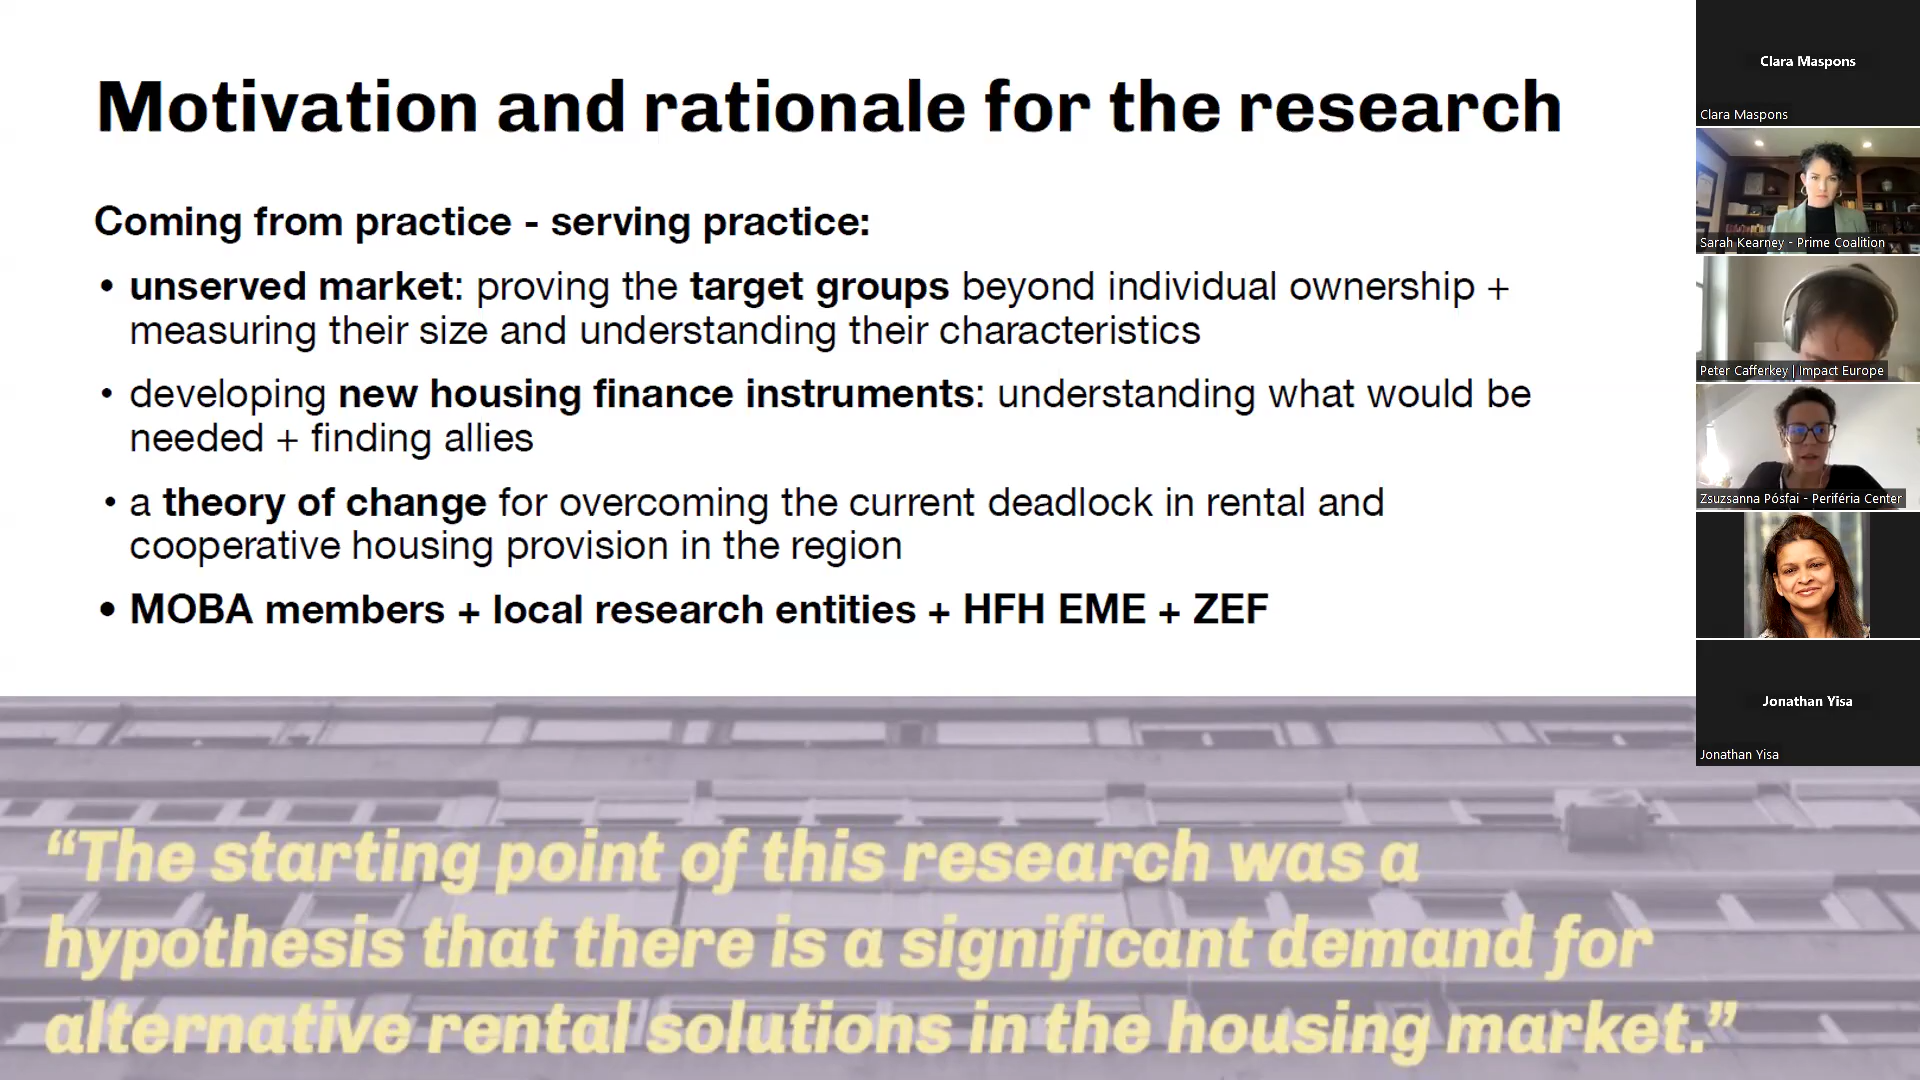 Motivation and rationale for the research
Coming from practice - serving practice:
• unserved market: proving the target groups beyond individual ownership +
measuring their size and understanding their characteristics
• developing new housing finance instruments: understanding what would be
needed + finding allies
• a theory of change for overcoming the current deadlock in rental and
cooperative housing provision in the region
• MOBA members + local research entities + HFH EME + ZEF
“The starting point of this research was a
hypothesis that there is a significant demand for
alternative rental solutions in the housing market.”
Clara Maspons
Clara Maspons
Sarah Kearney - Prime Coalition
Peter Cafferkey | Impact Europe
Zsuzsanna Pósfai - Periféria Center
Jonathan Yisa
Jonathan Yisa